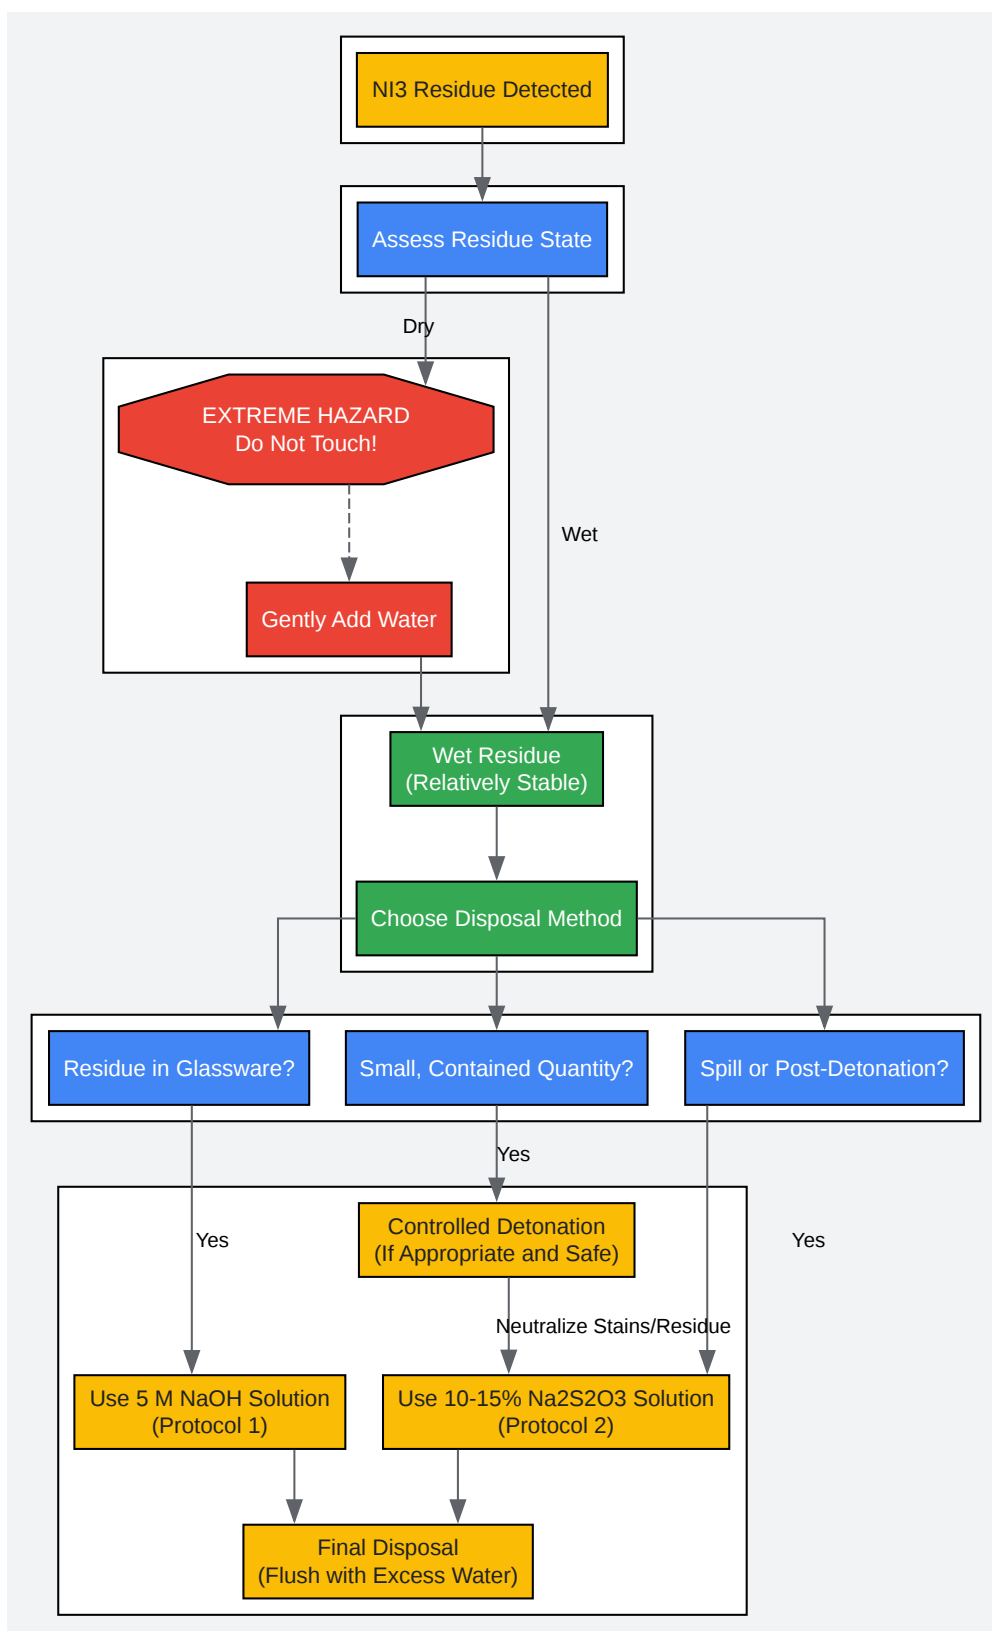 NI3 Residue Detected
Assess Residue State
Dry
EXTREME HAZARD
Do Not Touch!
Wet
Gently Add Water
Wet Residue
(Relatively Stable)
Choose Disposal Method
Residue in Glassware?
Small, Contained Quantity?
Spill or Post-Detonation?
Yes
Controlled Detonation
(If Appropriate and Safe)
Yes
Yes
Neutralize Stains/Residue
Use 5 M NaOH Solution
(Protocol 1)
Use 10-15% Na2S2O3 Solution
(Protocol 2)
Final Disposal
(Flush with Excess Water)